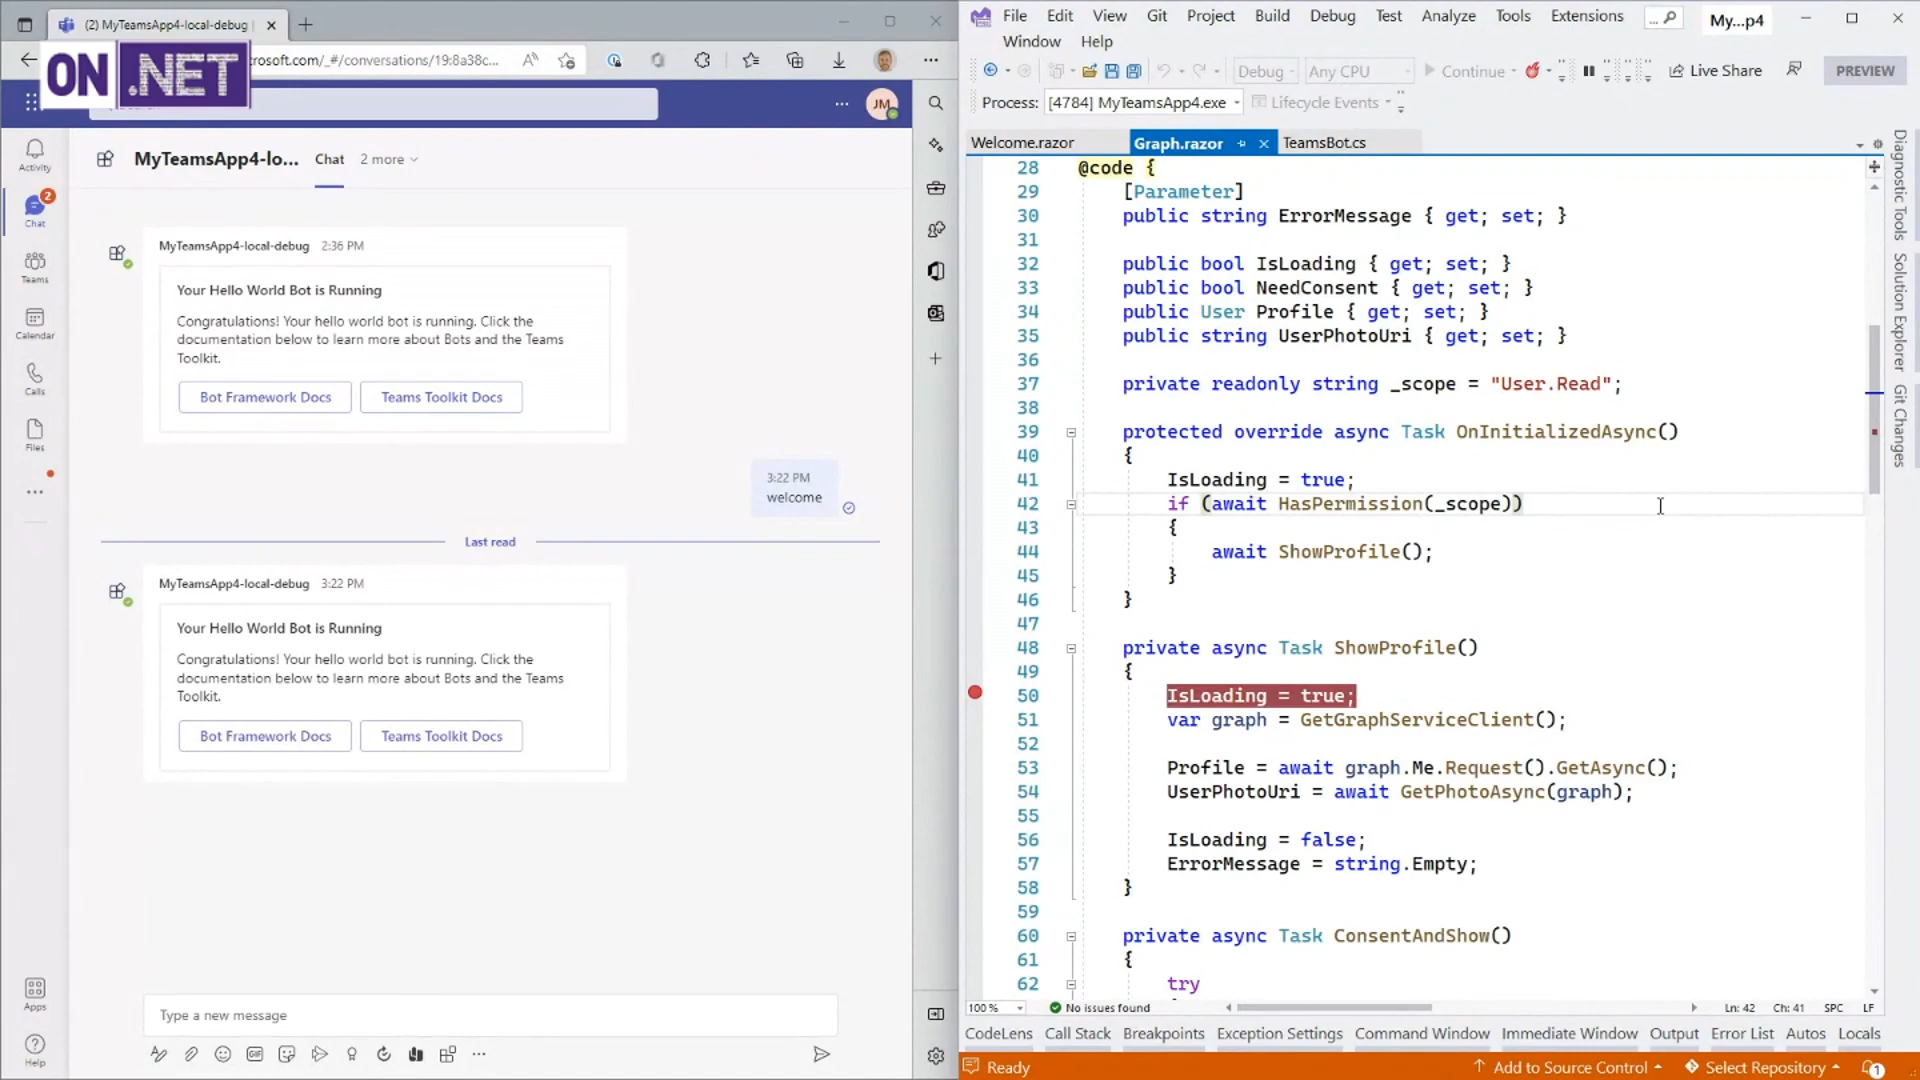 (2) MyTeamsApp4-local-debug |
rosoft.com/_#/conversations/19:8a38c...
ON .NET
JM
Activity
2
Chat
Teams
Calendar
Calls
Files
Apps
Help
MyTeamsApp4-lo...
Chat
2 more
MyTeamsApp4-local-debug 2:36 PM
Your Hello World Bot is Running
Congratulations! Your hello world bot is running. Click the
documentation below to learn more about Bots and the Teams
Toolkit.
Bot Framework Docs
Teams Toolkit Docs
3:22 PM
welcome
Last read
MyTeamsApp4-local-debug 3:22 PM
Your Hello World Bot is Running
Congratulations! Your hello world bot is running. Click the
documentation below to learn more about Bots and the Teams
Toolkit.
Bot Framework Docs
Teams Toolkit Docs
Type a new message
GIF
File Edit View Git Project Build Debug Test Analyze Tools Extensions
... My...p4
Window Help
Debug Any CPU Continue Live Share PREVIEW
Process: [4784] MyTeamsApp4.exe Lifecycle Events
Welcome.razor Graph.razor TeamsBot.cs
28 @code {
29 [Parameter]
30 public string ErrorMessage { get; set; }
31
32 public bool IsLoading { get; set; }
33 public bool NeedConsent { get; set; }
34 public User Profile { get; set; }
35 public string UserPhotoUri { get; set; }
36
37 private readonly string _scope = "User.Read";
38
39 protected override async Task OnInitializedAsync()
40 {
41 IsLoading = true;
42 if (await HasPermission(_scope))
43 {
44 await ShowProfile();
45 }
46 }
47
48 private async Task ShowProfile()
49 {
50 IsLoading = true;
51 var graph = GetGraphServiceClient();
52
53 Profile = await graph.Me.Request().GetAsync();
54 UserPhotoUri = await GetPhotoAsync(graph);
55
56 IsLoading = false;
57 ErrorMessage = string.Empty;
58 }
59
60 private async Task ConsentAndShow()
61 {
62 try
Diagnostic Tools
Solution Explorer
Git Changes
100 % No issues found Ln: 42 Ch: 41 SPC LF
CodeLens Call Stack Breakpoints Exception Settings Command Window Immediate Window Output Error List Autos Locals
Ready Add to Source Control Select Repository 1